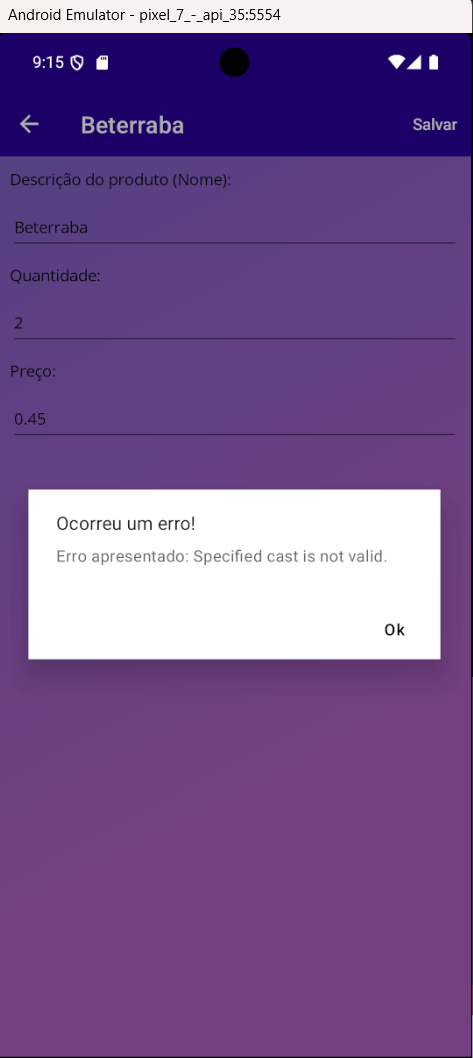 Android Emulator - pixel_7_-_api_35:5554
9:15
Beterraba
Salvar
Descrição do produto (Nome):
Beterraba
Quantidade:
2
Preço:
0.45
Ocorreu um erro!
Erro apresentado: Specified cast is not valid.
Ok